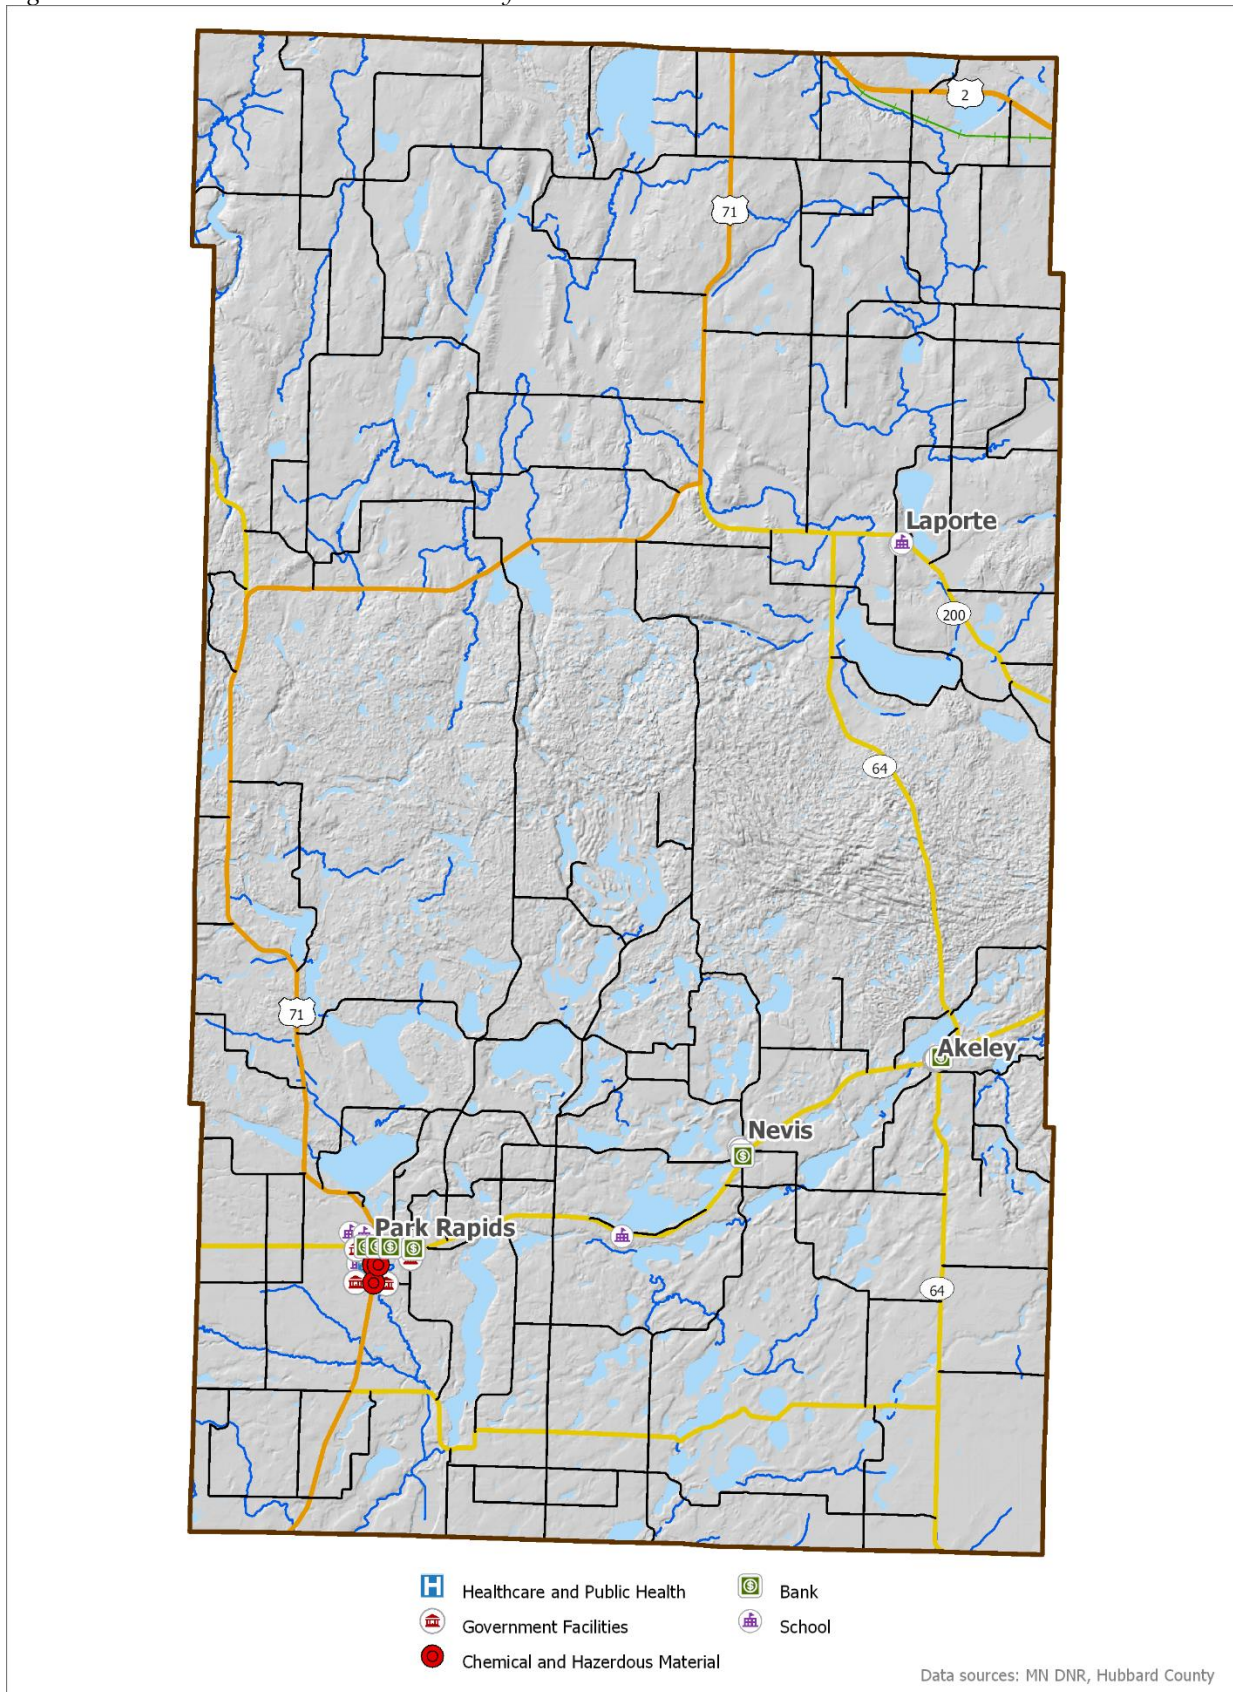 2
71
Laporte
200
64
71
Akeley
Nevis
Park Rapids
64
H Healthcare and Public Health
$ Bank
Government Facilities
School
Chemical and Hazerdous Material
Data sources: MN DNR, Hubbard County